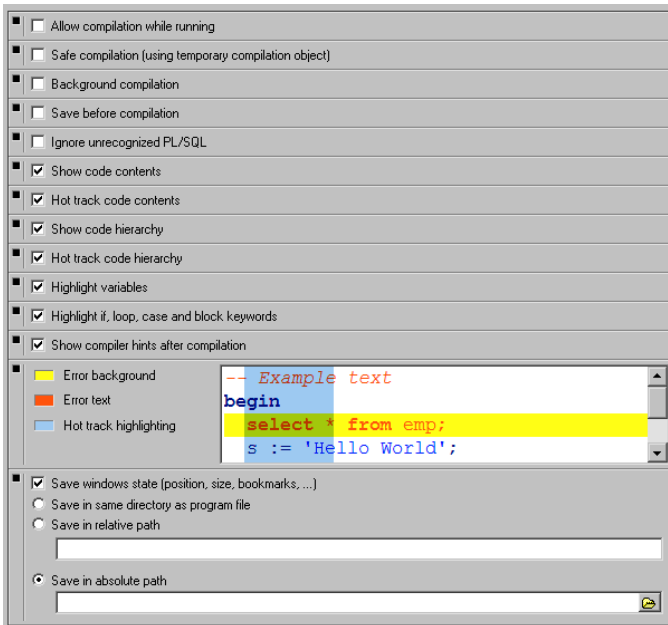 Allow compilation while running
Safe compilation (using temporary compilation object)
Background compilation
Save before compilation
Ignore unrecognized PL/SQL
Show code contents
Hot track code contents
Show code hierarchy
Hot track code hierarchy
Highlight variables
Highlight if, loop, case and block keywords
Show compiler hints after compilation
Error background
Error text
Hot track highlighting
-- Example text
begin
select * from emp;
s := 'Hello World';
Save windows state (position, size, bookmarks, ...)
Save in same directory as program file
Save in relative path
Save in absolute path